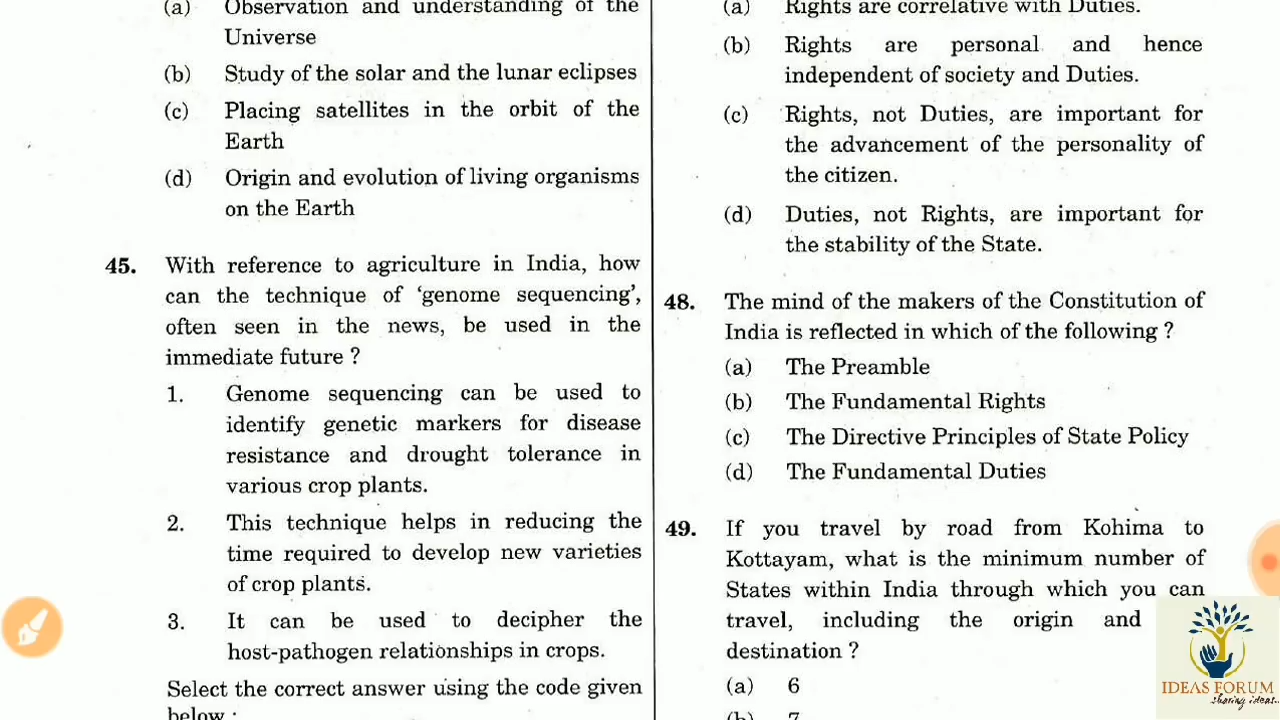 (a) Observation and understanding of the
Universe
(b) Study of the solar and the lunar eclipses
(c) Placing satellites in the orbit of the
Earth
(d) Origin and evolution of living organisms
on the Earth
45. With reference to agriculture in India, how
can the technique of ‘genome sequencing’,
often seen in the news, be used in the
immediate future ?
1. Genome sequencing can be used to
identify genetic markers for disease
resistance and drought tolerance in
various crop plants.
2. This technique helps in reducing the
time required to develop new varieties
of crop plants.
3. It can be used to decipher the
host-pathogen relationships in crops.
Select the correct answer using the code given
below :
(a) Rights are correlative with Duties.
(b) Rights are personal and hence
independent of society and Duties.
(c) Rights, not Duties, are important for
the advancement of the personality of
the citizen.
(d) Duties, not Rights, are important for
the stability of the State.
48. The mind of the makers of the Constitution of
India is reflected in which of the following ?
(a) The Preamble
(b) The Fundamental Rights
(c) The Directive Principles of State Policy
(d) The Fundamental Duties
49. If you travel by road from Kohima to
Kottayam, what is the minimum number of
States within India through which you can
travel, including the origin and
destination ?
(a) 6
(b) 7
IDEAS FORUM
sharing ideas..